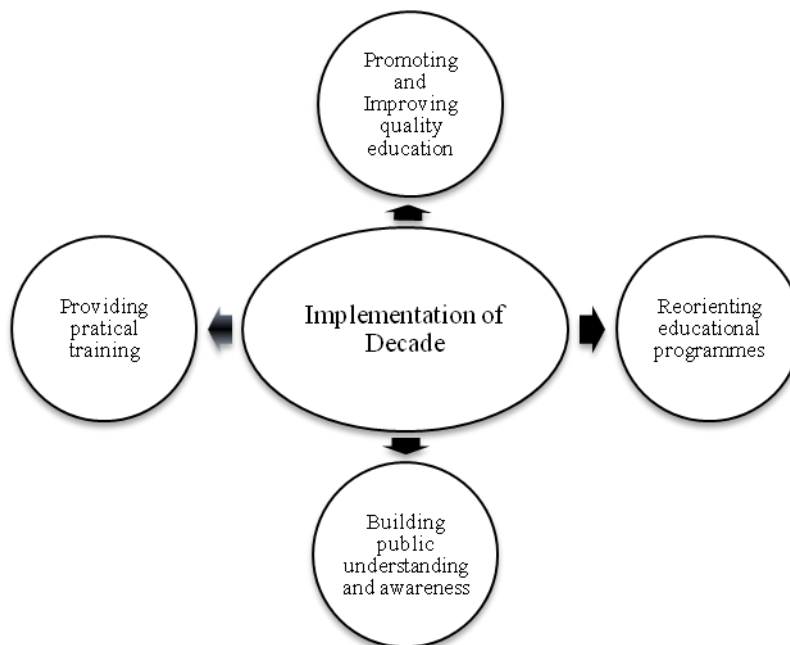 Promoting
and
Improving
quality
education
Providing
pratical
training
Implementation of
Decade
Reorienting
educational
programmes
Building
public
understanding
and awareness